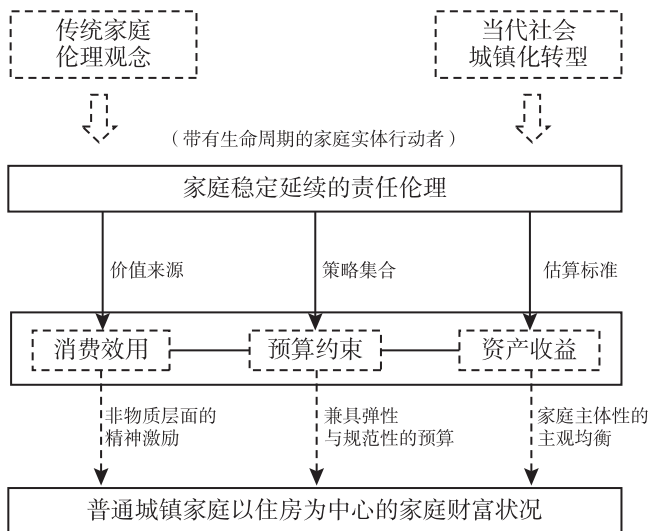 传统家庭
伦理观念
当代社会
城镇化转型
（带有生命周期的家庭实体行动者）
家庭稳定延续的责任伦理
价值来源
策略集合
估算标准
消费效用
预算约束
资产收益
非物质层面的
精神激励
兼具弹性
与规范性的预算
家庭主体性的
主观均衡
普通城镇家庭以住房为中心的家庭财富状况